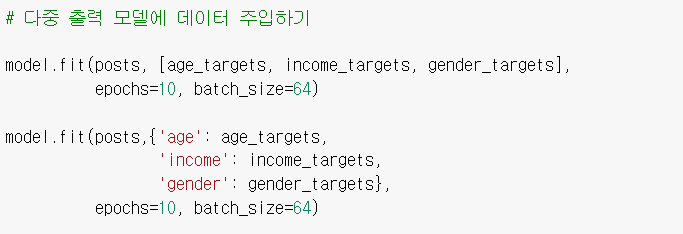 # 다중 출력 모델에 데이터 주입하기
model.fit(posts, [age_targets, income_targets, gender_targets],
epochs=10, batch_size=64)
model.fit(posts,{'age': age_targets,
'income': income_targets,
'gender': gender_targets},
epochs=10, batch_size=64)